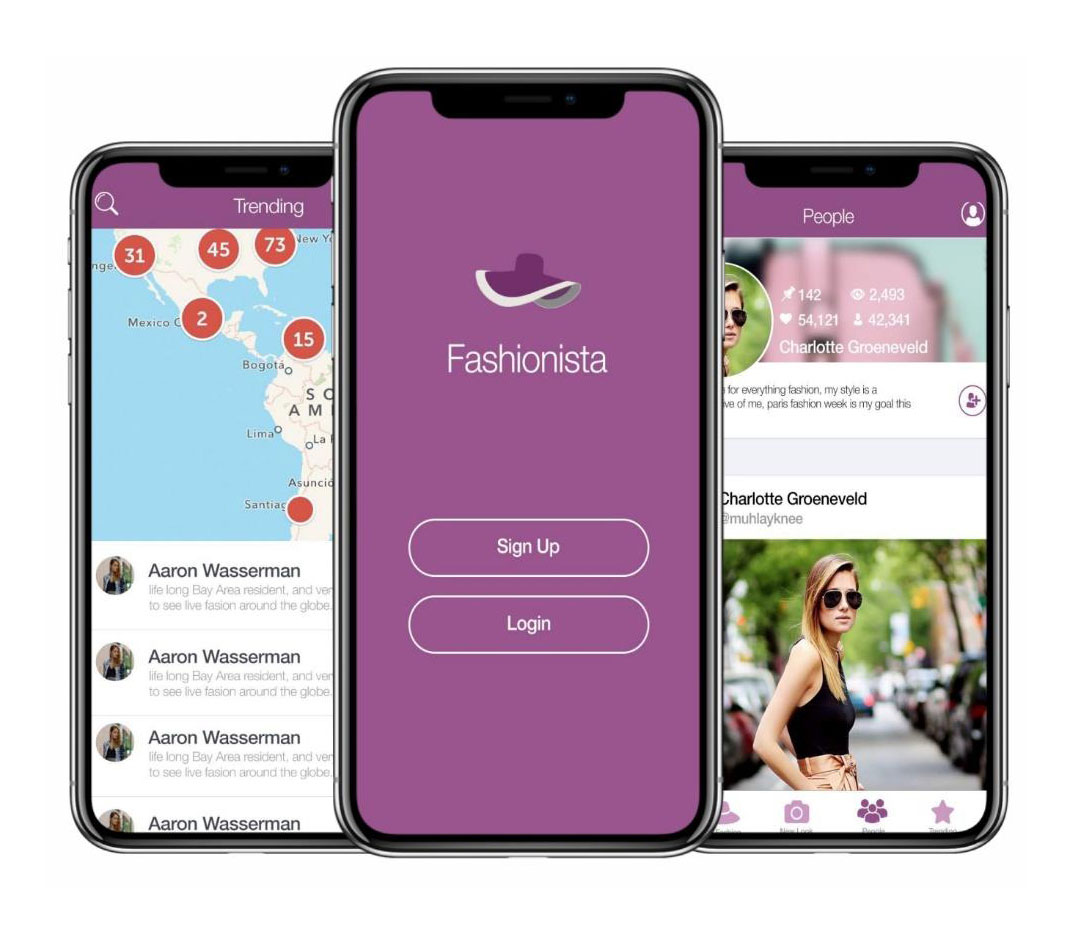 Trending
31
45
73
New Yo
nge
Mexico C
2
15
Bogotá
S O
A M
Lima
La
Asunció
Santiag
Aaron Wasserman
life long Bay Area resident, and ver
to see live fasion around the globe.
Aaron Wasserman
life long Bay Area resident, and ver
to see live fasion around the globe.
Aaron Wasserman
life long Bay Area resident, and ver
to see live fasion around the globe.
Aaron Wasserman
Fashionista
Sign Up
Login
People
142 2,493
54,121 42,341
Charlotte Groeneveld
for everything fashion, my style is a
ve of me, paris fashion week is my goal this
Charlotte Groeneveld
@muhlayknee
New Look
People
Trending